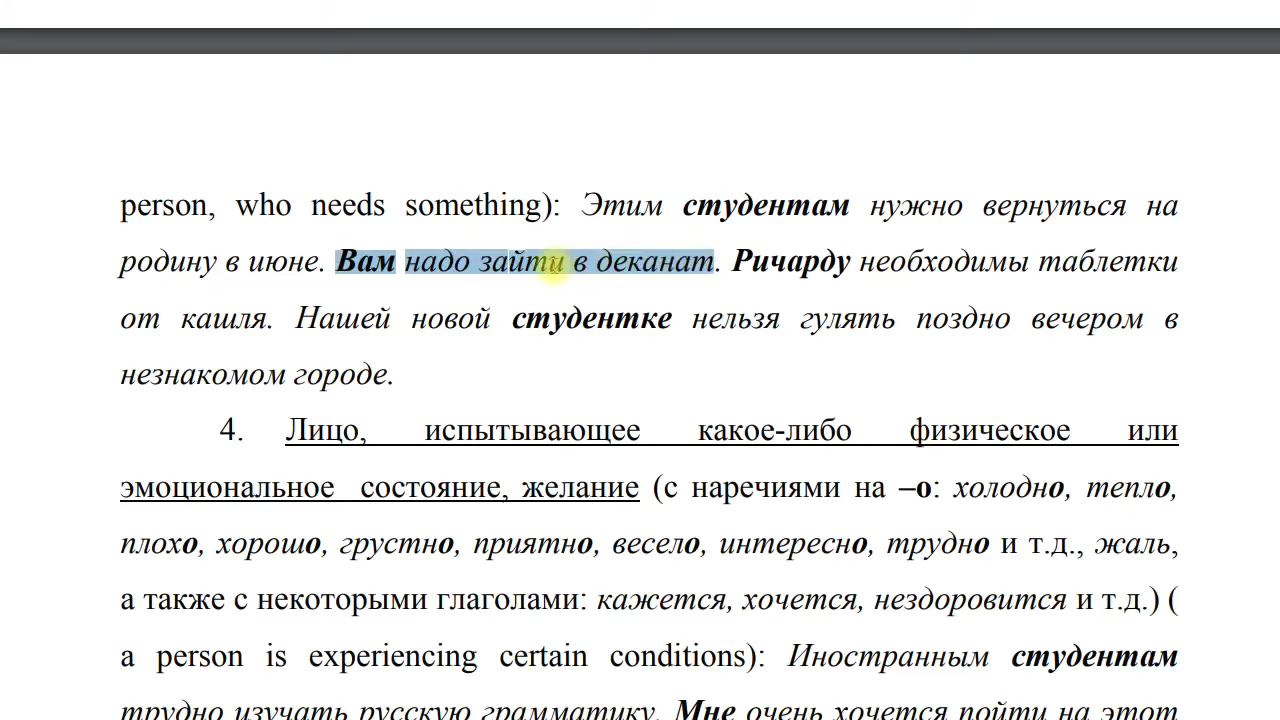 person, who needs something): Этим студентам нужно вернуться на
родину в июне. Вам надо зайти в деканат. Ричарду необходимы таблетки
от кашля. Нашей новой студентке нельзя гулять поздно вечером в
незнакомом городе.
4. Лицо, испытывающее какое-либо физическое или
эмоциональное состояние, желание (с наречиями на –о: холодно, тепло,
плохо, хорошо, грустно, приятно, весело, интересно, трудно и т.д., жаль,
а также с некоторыми глаголами: кажется, хочется, нездоровится и т.д.) (
a person is experiencing certain conditions): Иностранным студентам
трудно изучать русскую грамматику. Мне очень хочется пойти на этот